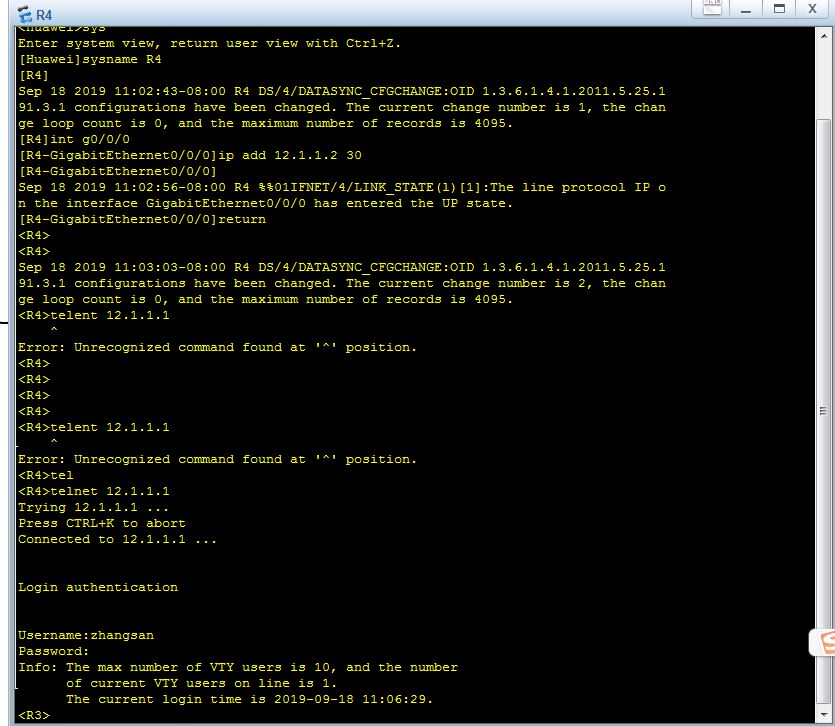 R4
<Huawei>sys
Enter system view, return user view with Ctrl+Z.
[Huawei]sysname R4
[R4]
Sep 18 2019 11:02:43-08:00 R4 DS/4/DATASYNC_CFGCHANGE:OID 1.3.6.1.4.1.2011.5.25.1
91.3.1 configurations have been changed. The current change number is 1, the chan
ge loop count is 0, and the maximum number of records is 4095.
[R4]int g0/0/0
[R4-GigabitEthernet0/0/0]ip add 12.1.1.2 30
[R4-GigabitEthernet0/0/0]
Sep 18 2019 11:02:56-08:00 R4 %%01IFNET/4/LINK_STATE(l)[1]:The line protocol IP o
n the interface GigabitEthernet0/0/0 has entered the UP state.
[R4-GigabitEthernet0/0/0]return
<R4>
<R4>
Sep 18 2019 11:03:03-08:00 R4 DS/4/DATASYNC_CFGCHANGE:OID 1.3.6.1.4.1.2011.5.25.1
91.3.1 configurations have been changed. The current change number is 2, the chan
ge loop count is 0, and the maximum number of records is 4095.
<R4>telent 12.1.1.1
^
Error: Unrecognized command found at '^' position.
<R4>
<R4>
<R4>
<R4>
<R4>telent 12.1.1.1
^
Error: Unrecognized command found at '^' position.
<R4>tel
<R4>telnet 12.1.1.1
Trying 12.1.1.1 ...
Press CTRL+K to abort
Connected to 12.1.1.1 ...
Login authentication
Username:zhangsan
Password:
Info: The max number of VTY users is 10, and the number
of current VTY users on line is 1.
The current login time is 2019-09-18 11:06:29.
<R3>